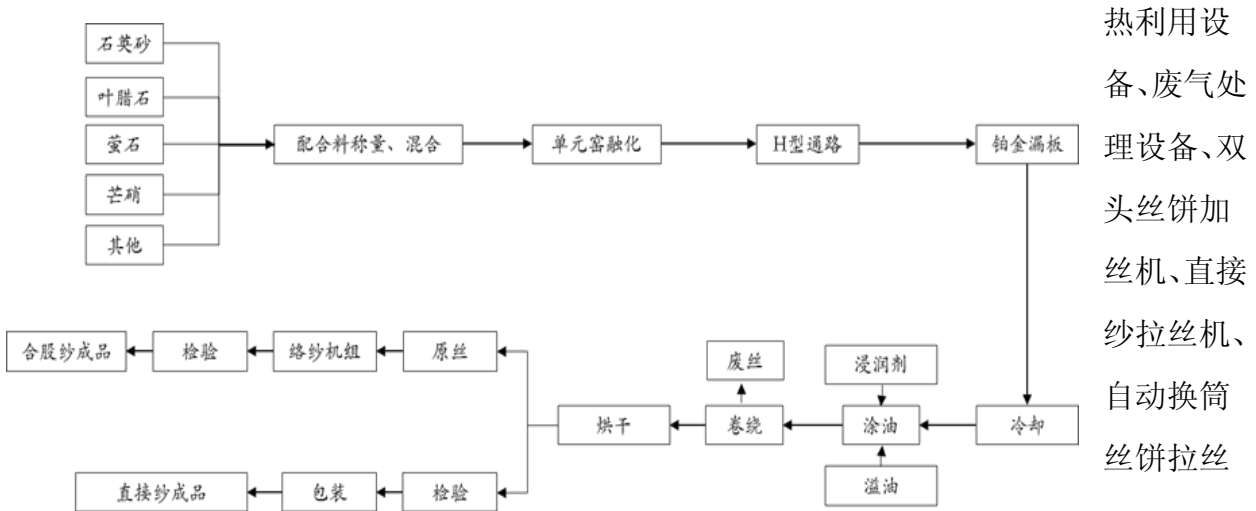 石英砂
叶腊石
萤石
芒硝
其他
配合料称量、混合
单元窑融化
H型通路
铂金漏板
冷却
浸润剂
涂油
溢油
废丝
卷绕
烘干
原丝
络纱机组
检验
合股纱成品
检验
包装
直接纱成品
热利用设
备、废气处
理设备、双
头丝饼加
丝机、直接
纱拉丝机、
自动换筒
丝饼拉丝